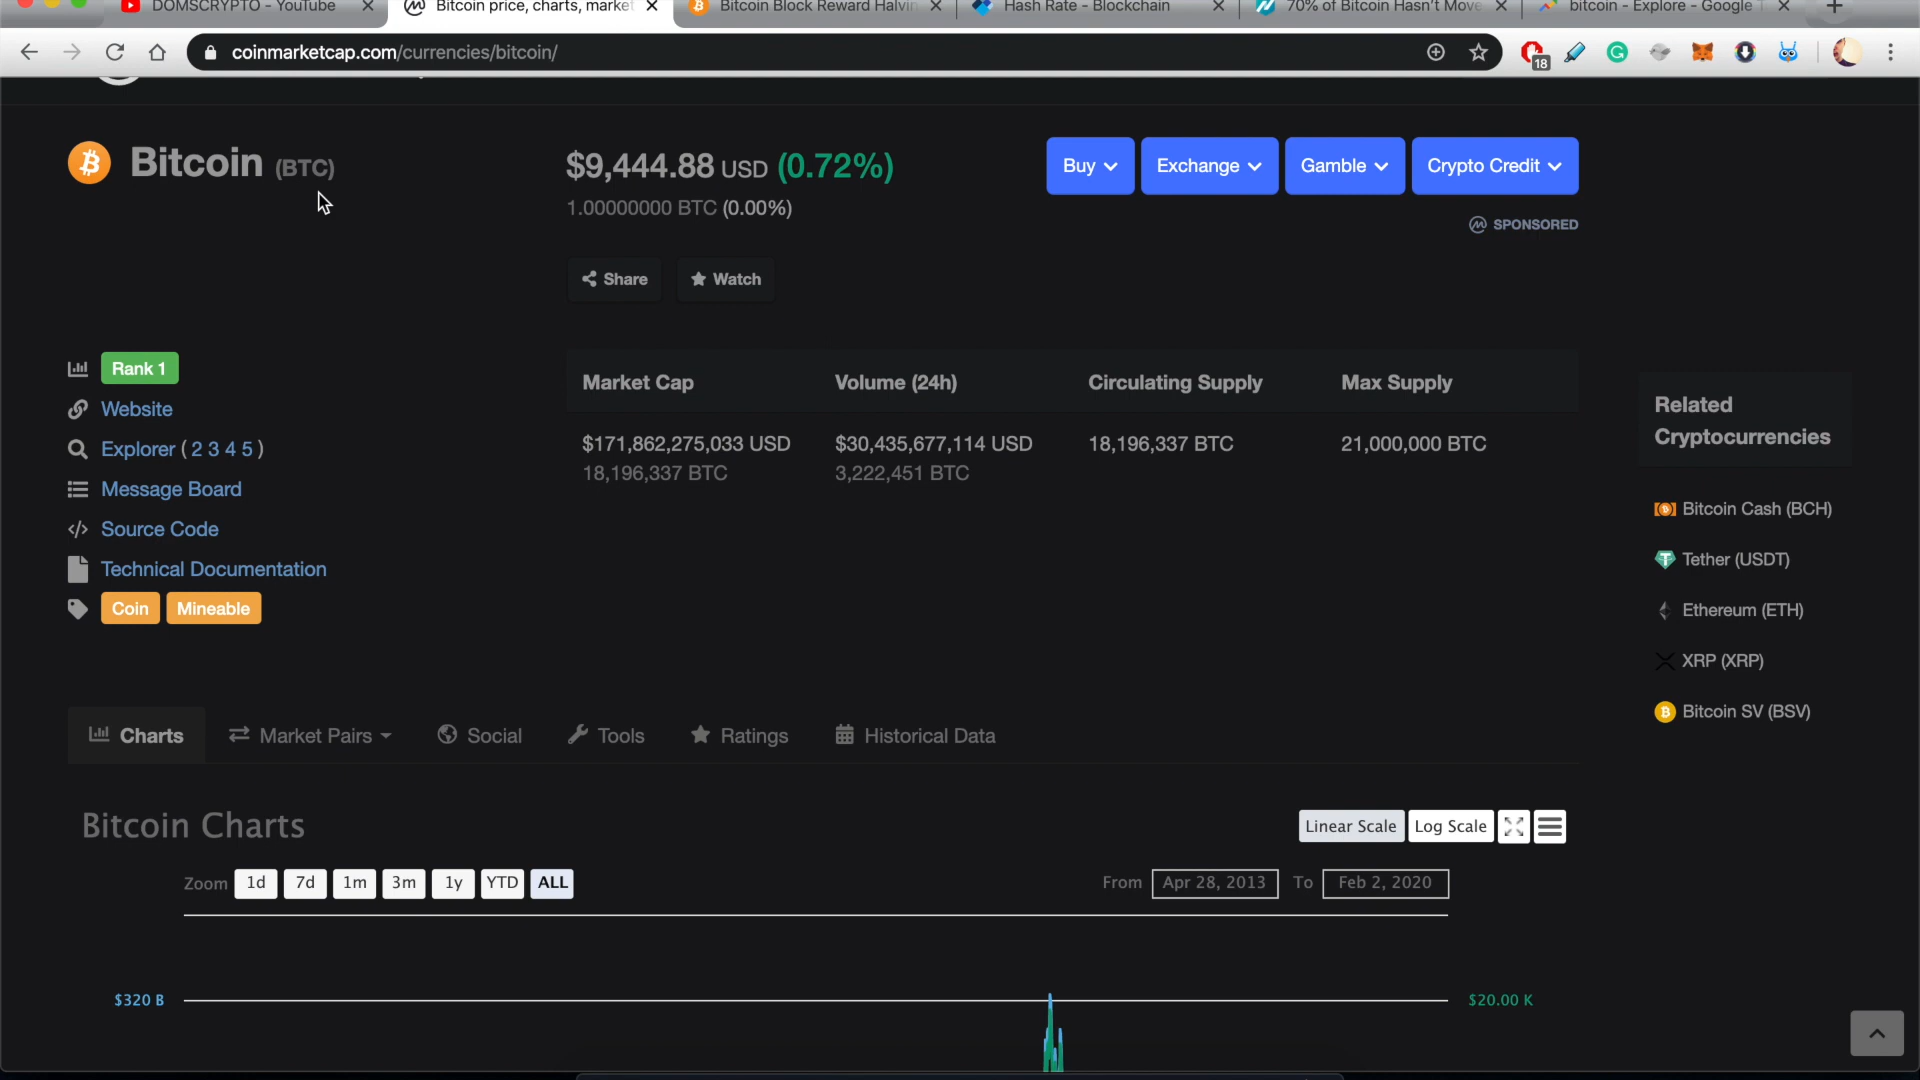 DOMSCRYPTO - YouTube
Bitcoin price, charts, market
Bitcoin Block Reward Halvin
Hash Rate - Blockchain
70% of Bitcoin Hasn't Move
bitcoin - Explore - Google T
coinmarketcap.com/currencies/bitcoin/
18
Bitcoin (BTC)
$9,444.88 USD (0.72%)
1.00000000 BTC (0.00%)
Buy
Exchange
Gamble
Crypto Credit
SPONSORED
Share
Watch
Rank 1
Website
Explorer ( 2 3 4 5 )
Message Board
Source Code
Technical Documentation
Coin
Mineable
Market Cap
Volume (24h)
Circulating Supply
Max Supply
$171,862,275,033 USD
$30,435,677,114 USD
18,196,337 BTC
21,000,000 BTC
18,196,337 BTC
3,222,451 BTC
Related
Cryptocurrencies
Bitcoin Cash (BCH)
Tether (USDT)
Ethereum (ETH)
XRP (XRP)
Bitcoin SV (BSV)
Charts
Market Pairs
Social
Tools
Ratings
Historical Data
Bitcoin Charts
Linear Scale
Log Scale
Zoom
1d
7d
1m
3m
1y
YTD
ALL
From
Apr 28, 2013
To
Feb 2, 2020
$320 B
$20.00 K